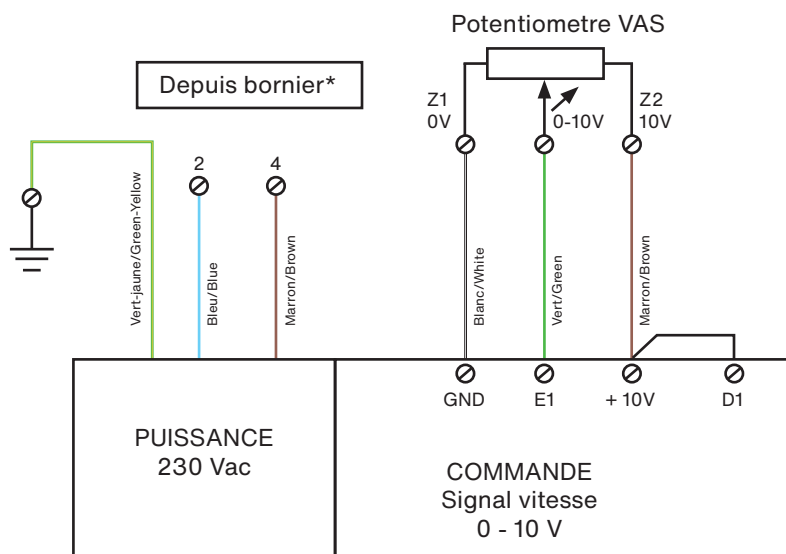 Potentiometre VAS
Depuis bornier*
Z1
0V
0-10V
Z2
10V
2
4
Vert-jaune/Green-Yellow
Bleu/Blue
Marron/Brown
Blanc/White
Vert/Green
Marron/Brown
GND
E1
+ 10V
D1
PUISSANCE
230 Vac
COMMANDE
Signal vitesse
0 - 10 V